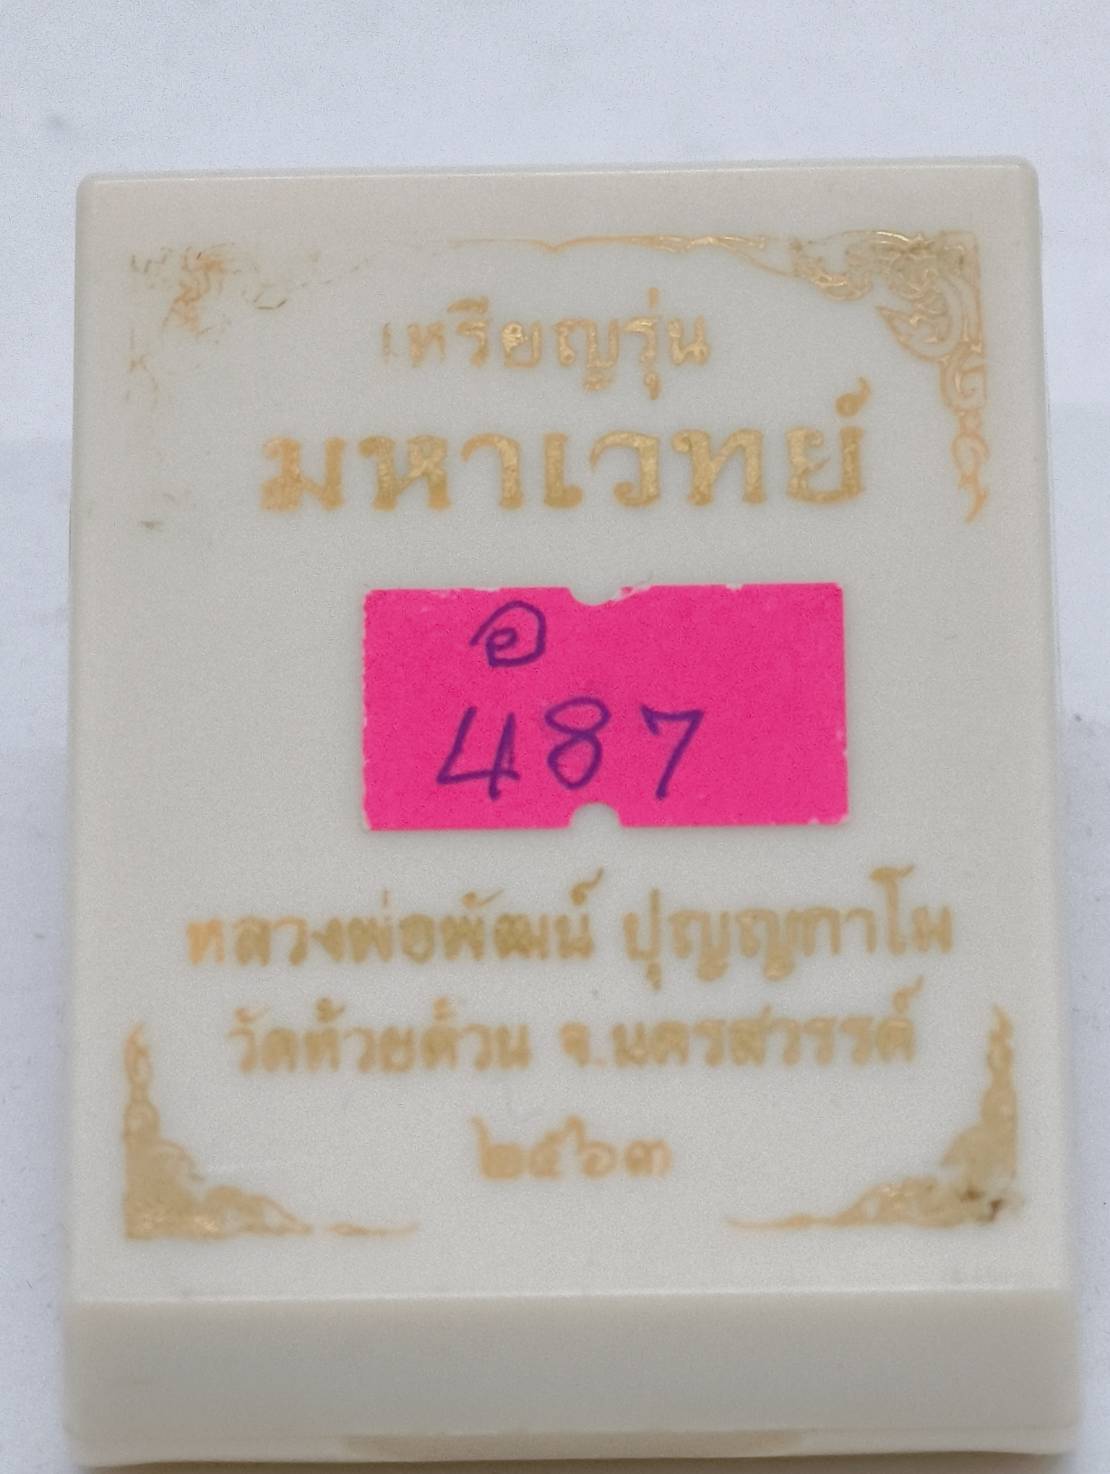 เหรียญรุ่น
มหาเวทย์
อ
487
หลวงพ่อพัฒน์ ปุญญกาโม
วัดห้วยด้วน จ.นครสวรรค์
๒๕๖๓